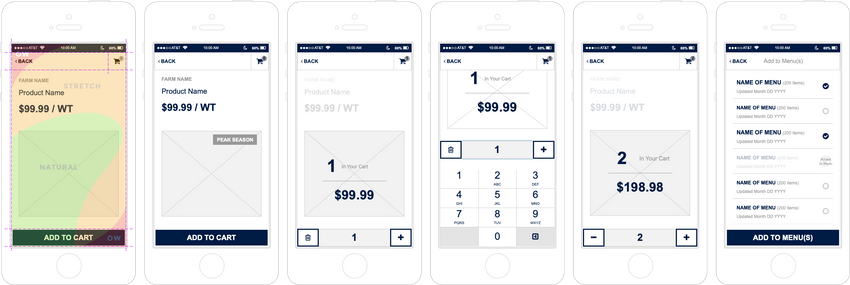 ●●●○○ AT&T 10:00 AM 60%
‹ BACK
FARM NAME
STRETCH
Product Name
$99.99 / WT
NATURAL
ADD TO CART
OW
●●●○○ AT&T 10:00 AM 60%
‹ BACK
FARM NAME
Product Name
$99.99 / WT
PEAK SEASON
ADD TO CART
●●●○○ AT&T 10:00 AM 60%
‹ BACK
FARM NAME
Product Name
$99.99 / WT
1 In Your Cart
$99.99
1 +
●●●○○ AT&T 10:00 AM 60%
‹ BACK
1 In Your Cart
$99.99
1 +
1 2 3
ABC DEF
4 5 6
GHI JKL MNO
7 8 9
PQRS TUV WXYZ
0
●●●○○ AT&T 10:00 AM 60%
‹ BACK
FARM NAME
Product Name
$99.99 / WT
2 In Your Cart
$198.98
− 2 +
●●●○○ AT&T 10:00 AM 60%
‹ BACK Add to Menu(s)
NAME OF MENU (200 items)
Updated Month DD YYYY
NAME OF MENU (200 items)
Updated Month DD YYYY
NAME OF MENU (200 items)
Updated Month DD YYYY
NAME OF MENU (200 items)
Updated Month DD YYYY
NAME OF MENU (200 items)
Updated Month DD YYYY
NAME OF MENU (200 items)
Updated Month DD YYYY
ADD TO MENU(S)